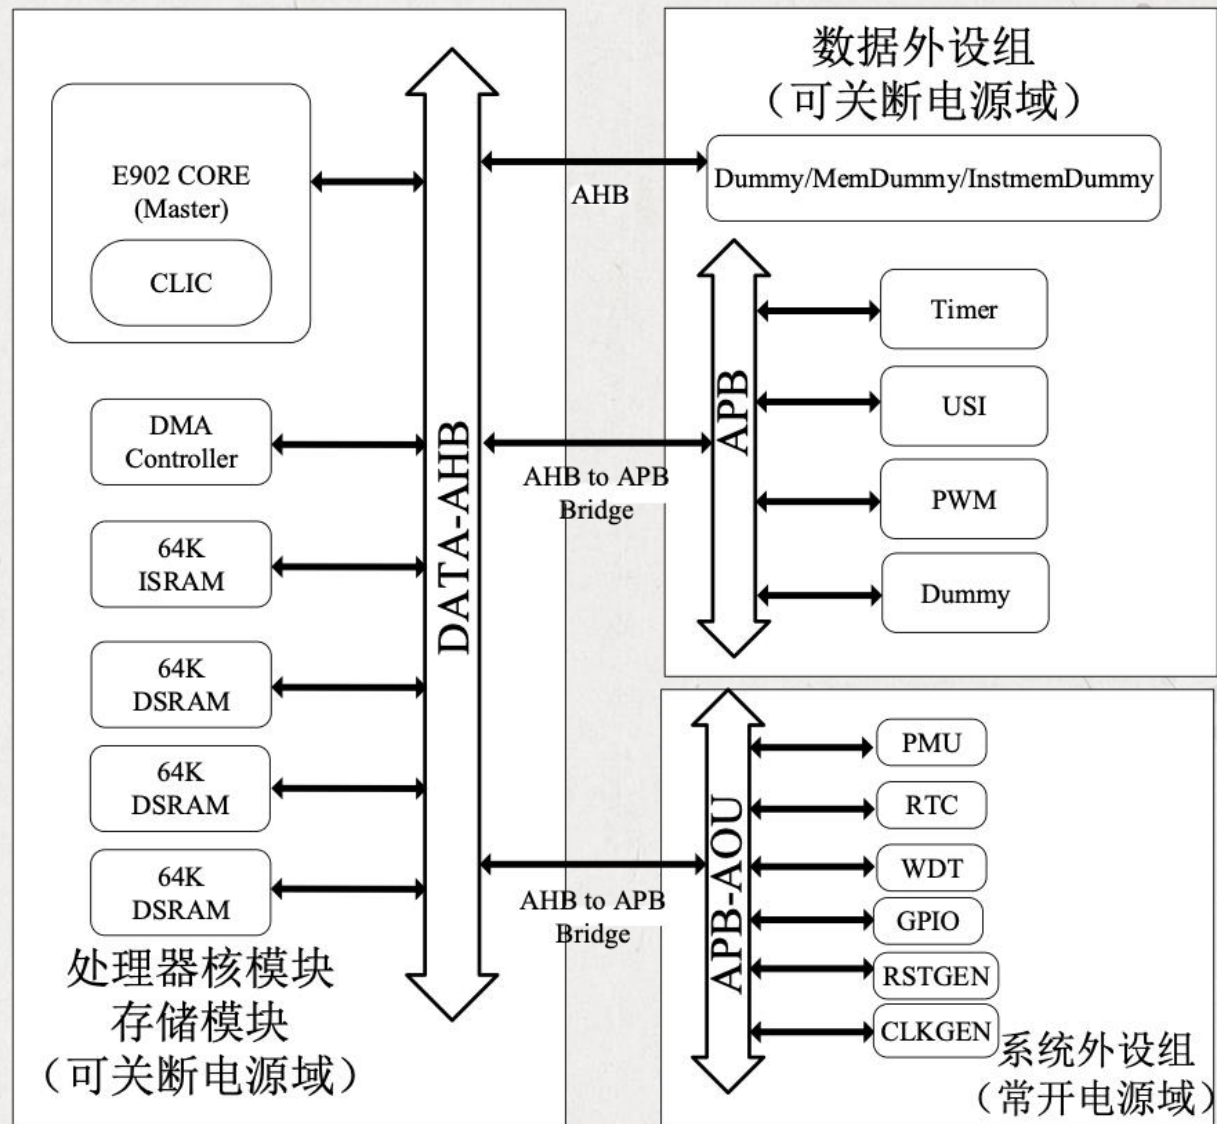 E902 CORE
(Master)
CLIC
DMA
Controller
64K
ISRAM
64K
DSRAM
64K
DSRAM
64K
DSRAM
处理器核模块
存储模块
（可关断电源域）
DATA-AHB
AHB
AHB to APB
Bridge
AHB to APB
Bridge
数据外设组
（可关断电源域）
Dummy/MemDummy/InstmemDummy
APB
Timer
USI
PWM
Dummy
APB-AOU
PMU
RTC
WDT
GPIO
RSTGEN
CLKGEN
系统外设组
（常开电源域）